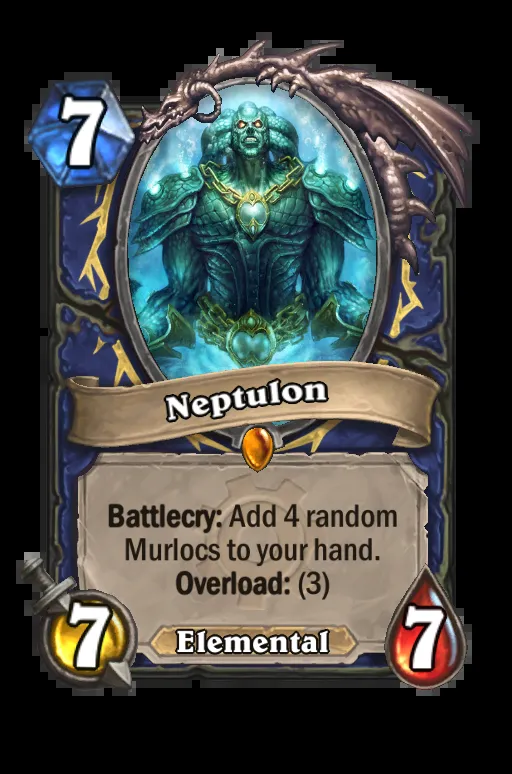 7
Neptulon
Battlecry: Add 4 random
Murlocs to your hand.
Overload: (3)
7
Elemental
7